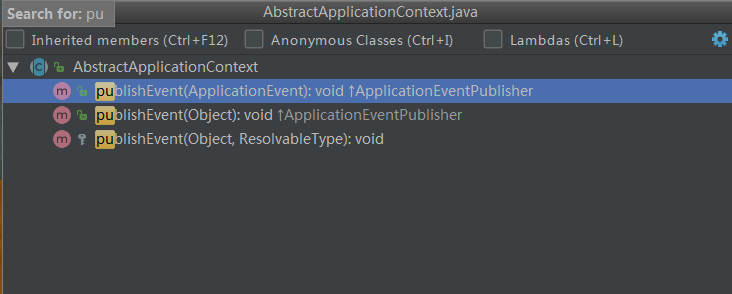 Search for: pu
AbstractApplicationContext.java
Inherited members (Ctrl+F12) Anonymous Classes (Ctrl+I) Lambdas (Ctrl+L)
C AbstractApplicationContext
m publishEvent(ApplicationEvent): void ↑ApplicationEventPublisher
m publishEvent(Object): void ↑ApplicationEventPublisher
m publishEvent(Object, ResolvableType): void